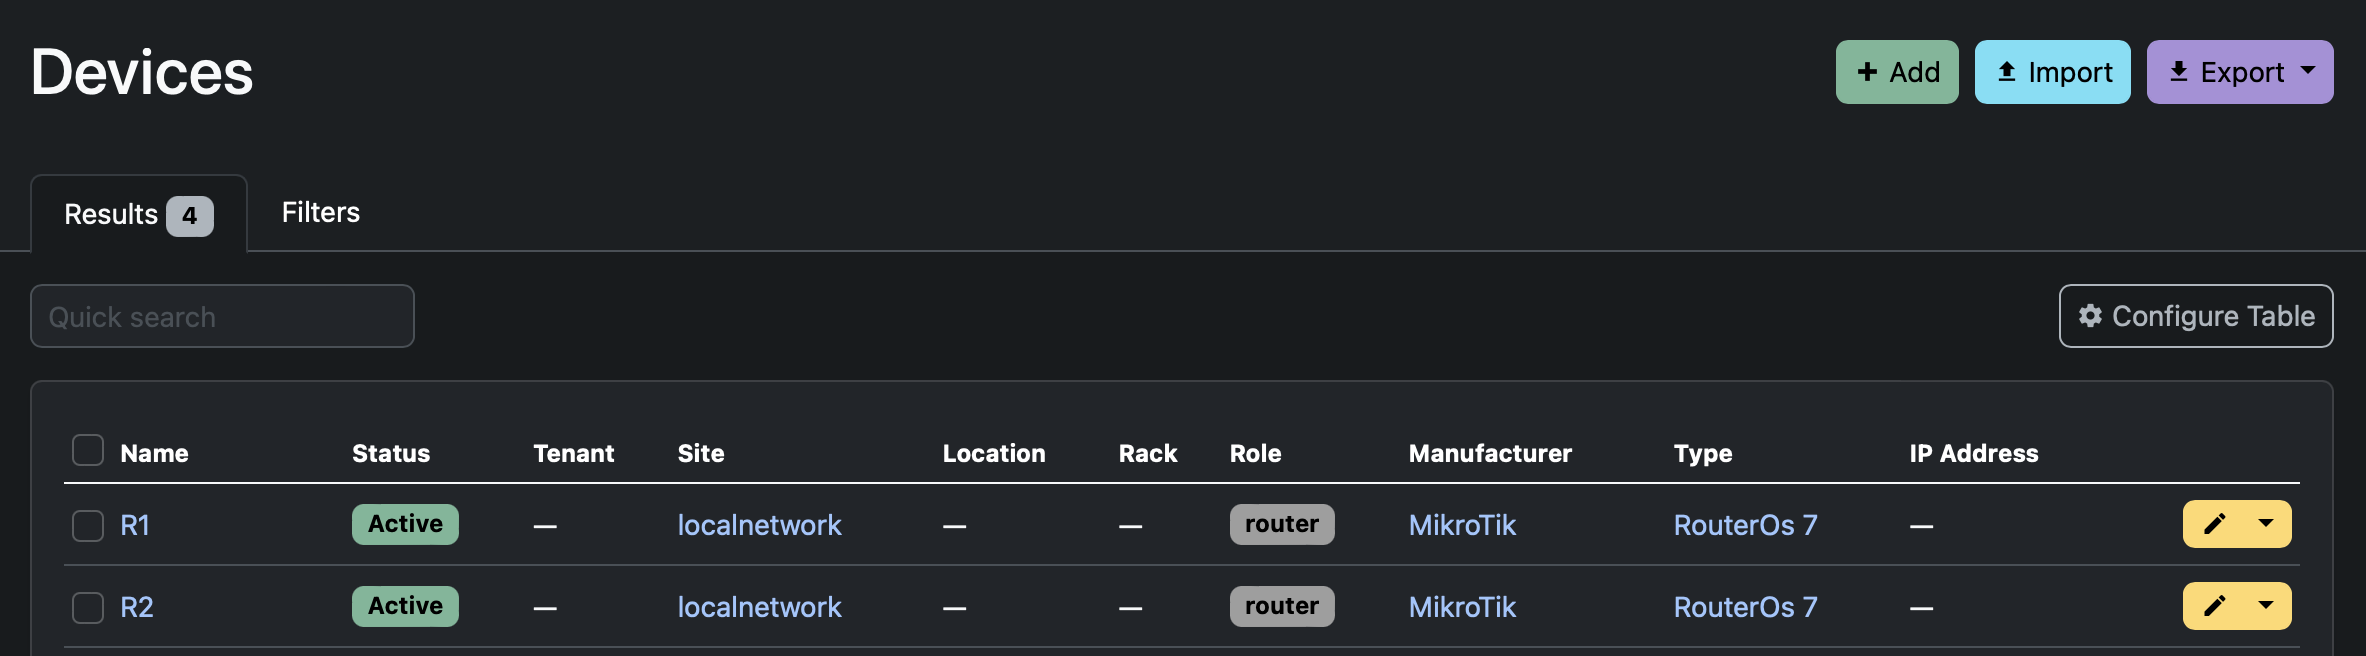 Devices
Add Import Export
Results 4 Filters
Quick search
Configure Table
Name Status Tenant Site Location Rack Role Manufacturer Type IP Address
R1 Active — localnetwork — — router MikroTik RouterOs 7 —
R2 Active — localnetwork — — router MikroTik RouterOs 7 —